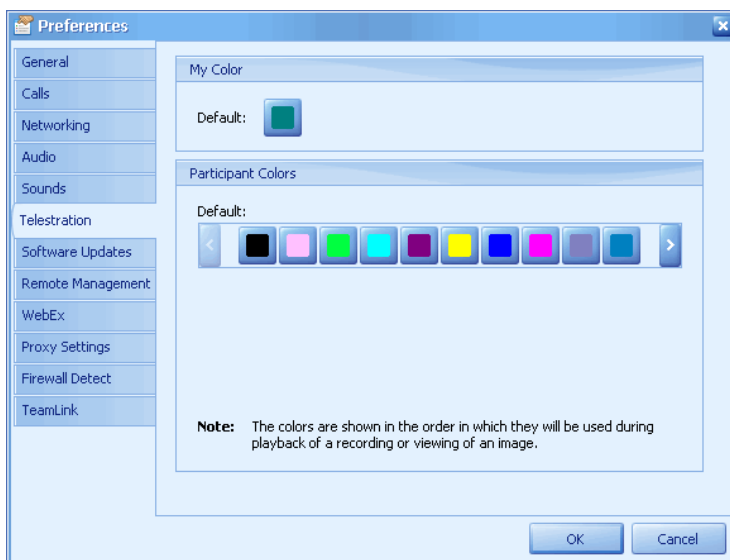 Preferences
General
Calls
Networking
Audio
Sounds
Telestration
Software Updates
Remote Management
WebEx
Proxy Settings
Firewall Detect
TeamLink
My Color
Default:
Participant Colors
Default:
Note: The colors are shown in the order in which they will be used during
playback of a recording or viewing of an image.
OK Cancel